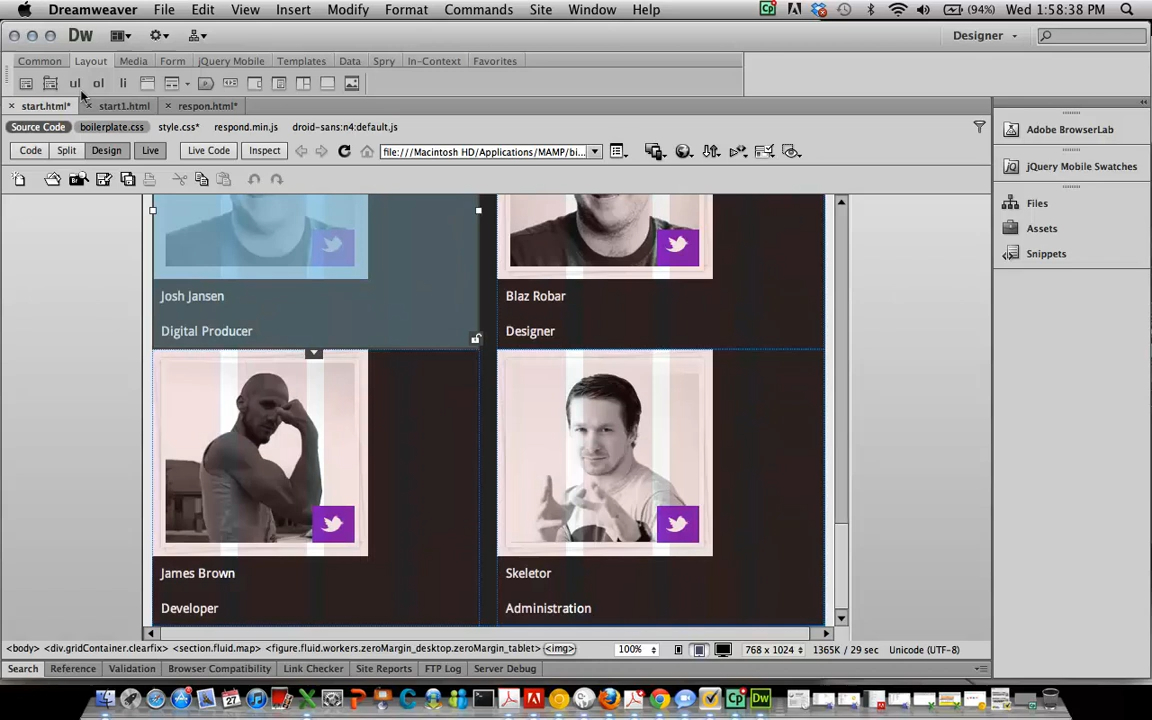 Dreamweaver File Edit View Insert Modify Format Commands Site Window Help (94%) Wed 1:58:38 PM
Dw Designer
Common Layout Media Form jQuery Mobile Templates Data Spry In-Context Favorites
ul ol li
start.html* start1.html respon.html*
Source Code boilerplate.css style.css* respond.min.js droid-sans:n4:default.js
Code Split Design Live Live Code Inspect file:///Macintosh HD/Applications/MAMP/bi...
Adobe BrowserLab
jQuery Mobile Swatches
Files
Assets
Snippets
Josh Jansen
Digital Producer
Blaz Robar
Designer
James Brown
Developer
Skeletor
Administration
<body> <div.gridContainer.clearfix> <section.fluid.map> <figure.fluid.workers.zeroMargin_desktop.zeroMargin_tablet> <img> 100% 768 x 1024 1365K / 29 sec Unicode (UTF-8)
Search Reference Validation Browser Compatibility Link Checker Site Reports FTP Log Server Debug